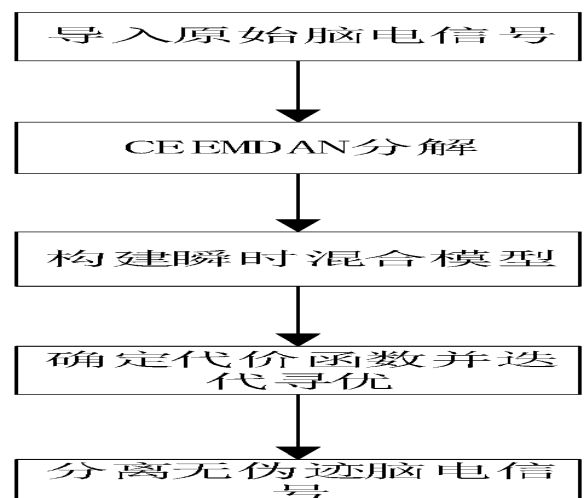 导入原始脑电信号
CEEMDAN分解
构建瞬时混合模型
确定代价函数并迭
代寻优
分离无伪迹脑电信
号